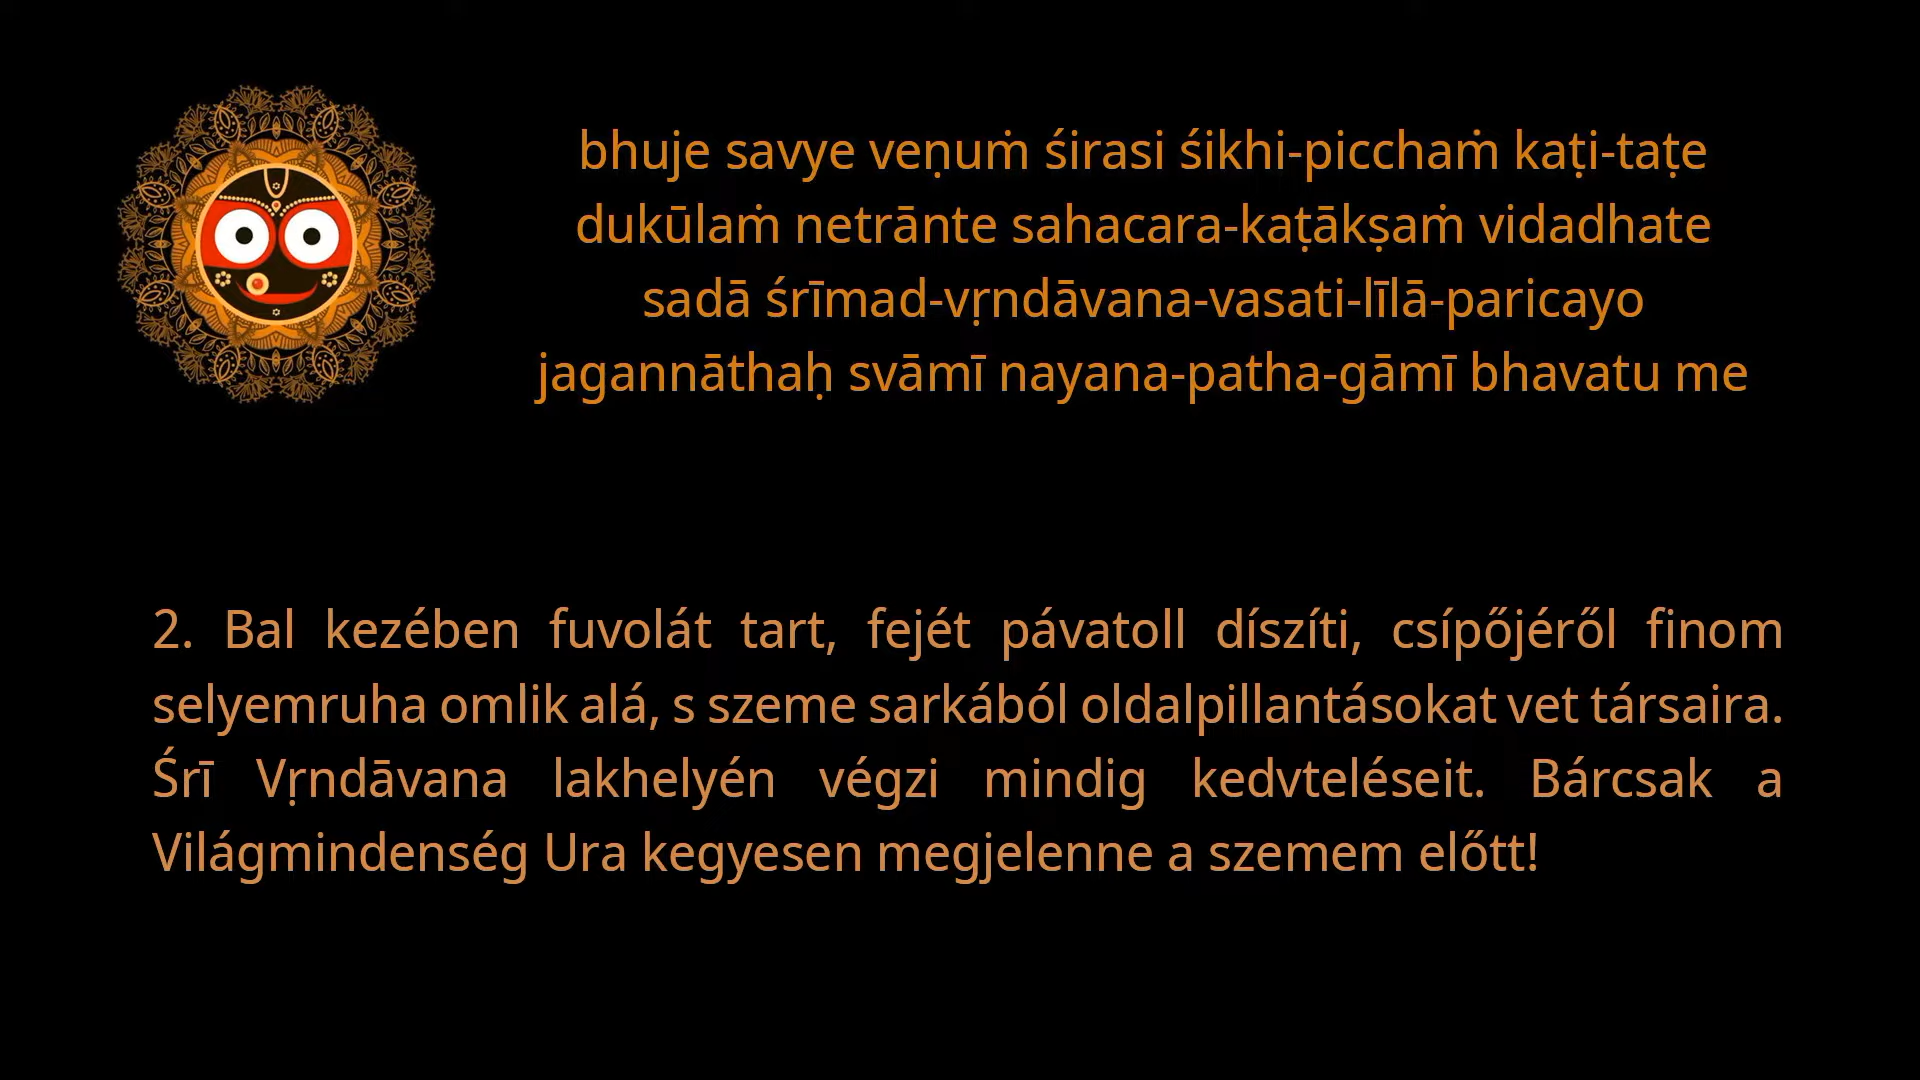 bhuje savye veṇuṁ śirasi śikhi-picchaṁ kaṭi-taṭe
dukūlaṁ netrānte sahacara-kaṭākṣaṁ vidadhate
sadā śrīmad-vṛndāvana-vasati-līlā-paricayo
jagannāthaḥ svāmī nayana-patha-gāmī bhavatu me
2. Bal kezében fuvolát tart, fejét pávatoll díszíti, csípőjéről finom
selyemruha omlik alá, s szeme sarkából oldalpillantásokat vet társaira.
Śrī Vṛndāvana lakhelyén végzi mindig kedvteléseit. Bárcsak a
Világmindenség Ura kegyesen megjelenne a szemem előtt!